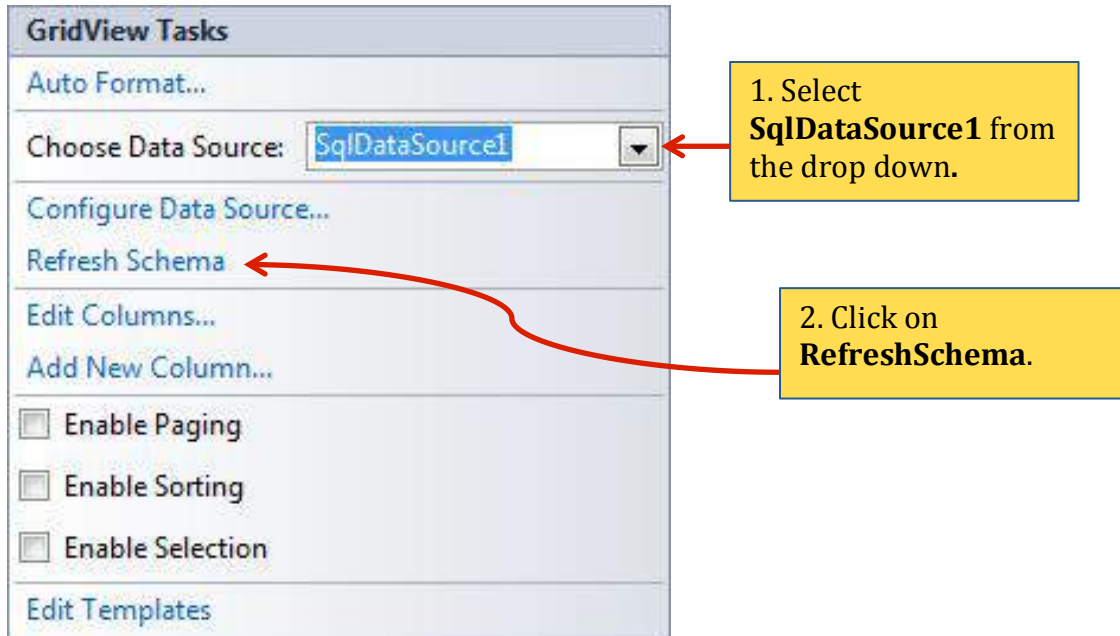 GridView Tasks
Auto Format...
Choose Data Source: SqlDataSource1
Configure Data Source...
Refresh Schema
Edit Columns...
Add New Column...
Enable Paging
Enable Sorting
Enable Selection
Edit Templates
1. Select
SqlDataSource1 from
the drop down.
2. Click on
RefreshSchema.